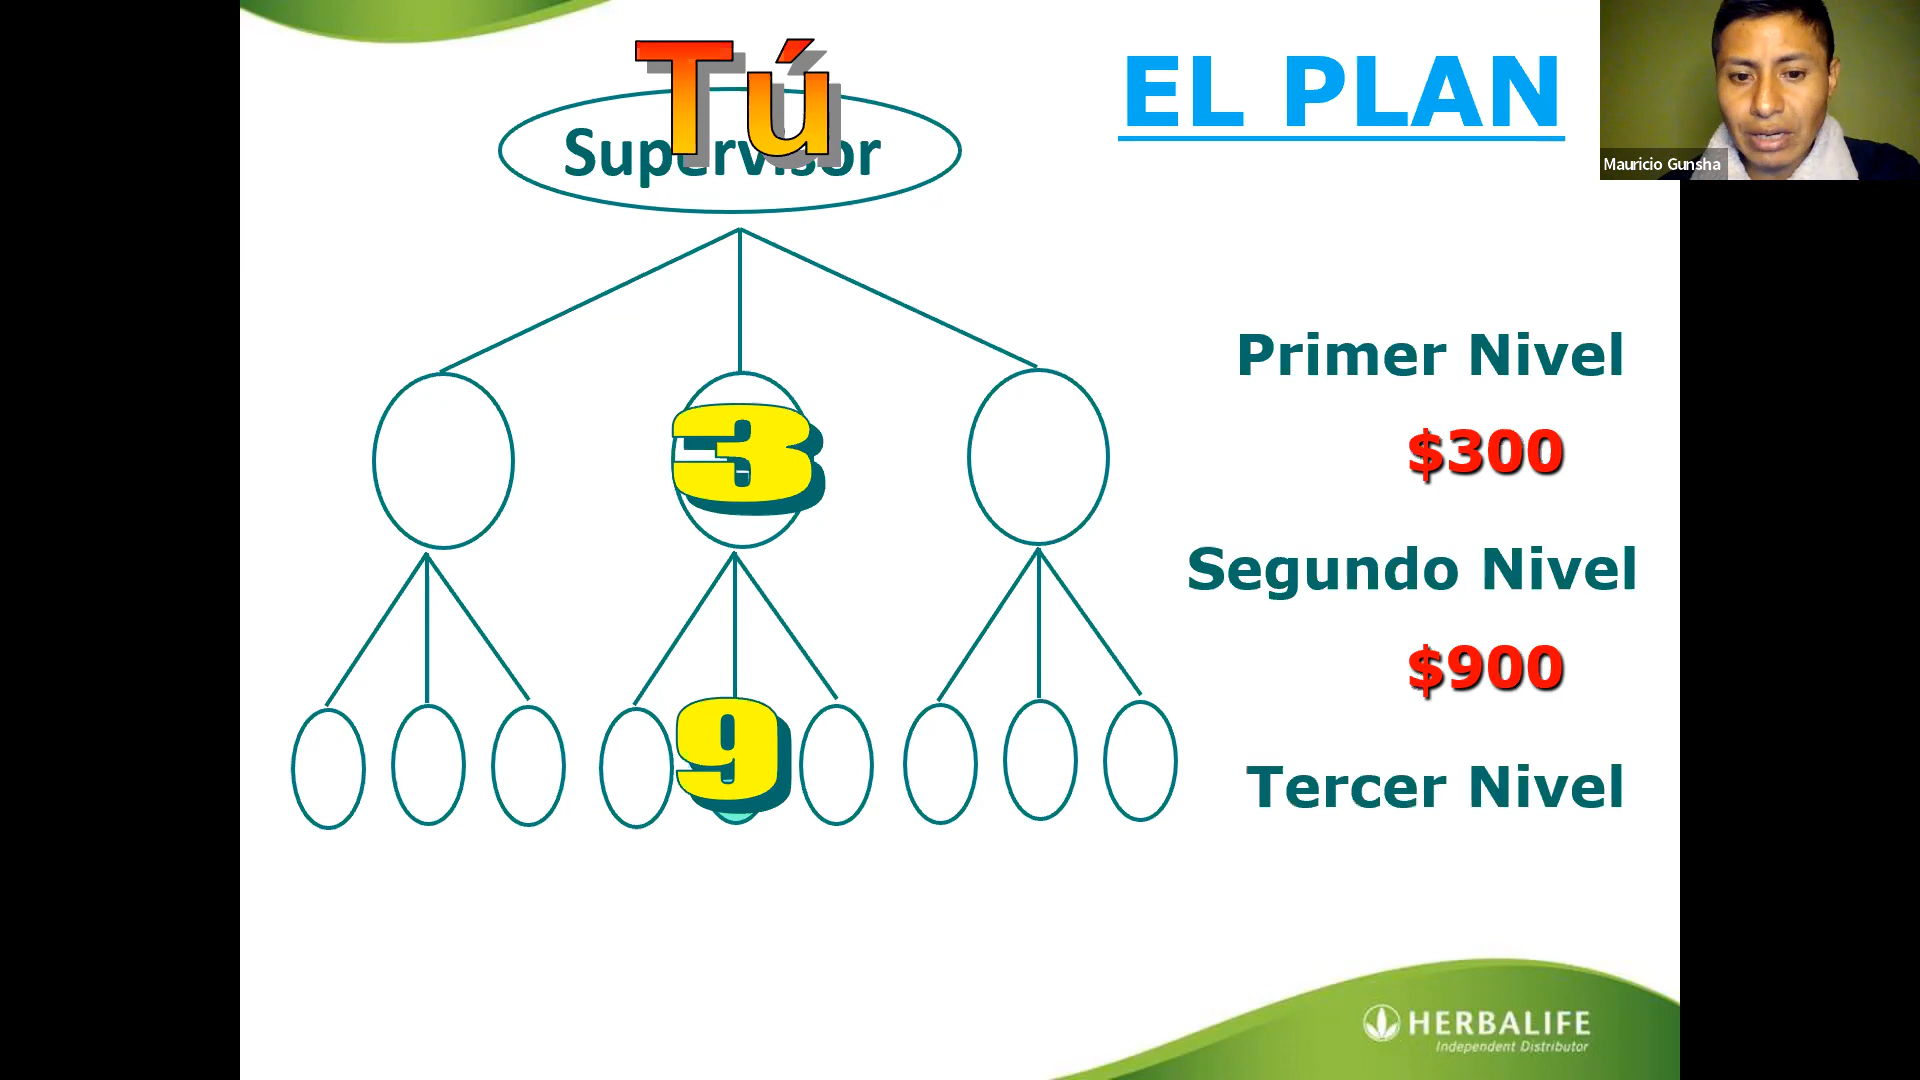 Tú
EL PLAN
Supervisor
Mauricio Gunsha
Primer Nivel
3
$300
Segundo Nivel
$900
9
Tercer Nivel
HERBALIFE
Independent Distributor